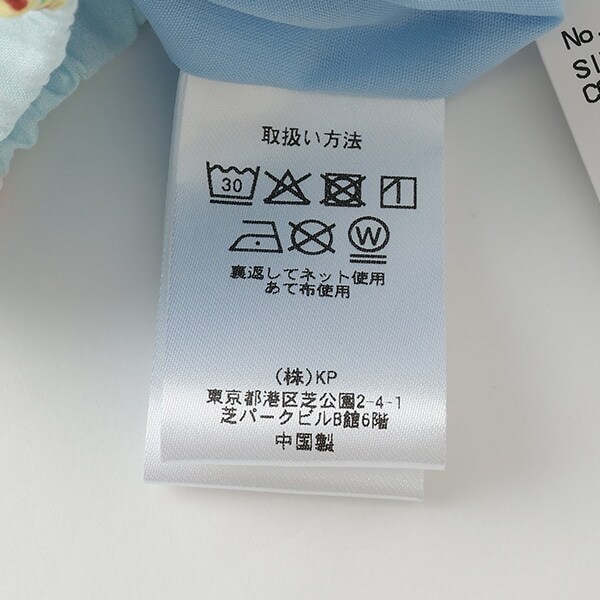 取扱い方法
30
W
裏返してネット使用
あて布使用
(株)KP
東京都港区芝公園2-4-1
芝パークビルB館6階
中国製
No.